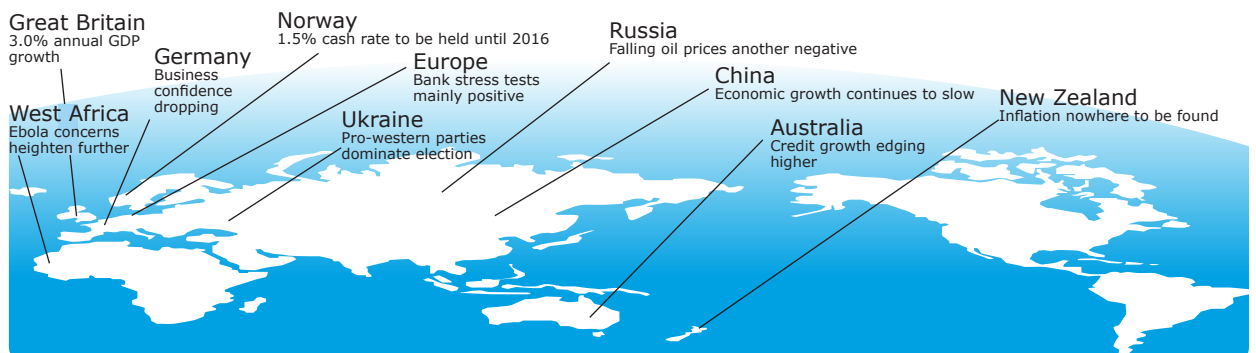 Great Britain
3.0% annual GDP
growth
West Africa
Ebola concerns
heighten further
Germany
Business
confidence
dropping
Norway
1.5% cash rate to be held until 2016
Europe
Bank stress tests
mainly positive
Ukraine
Pro-western parties
dominate election
Russia
Falling oil prices another negative
China
Economic growth continues to slow
Australia
Credit growth edging
higher
New Zealand
Inflation nowhere to be found